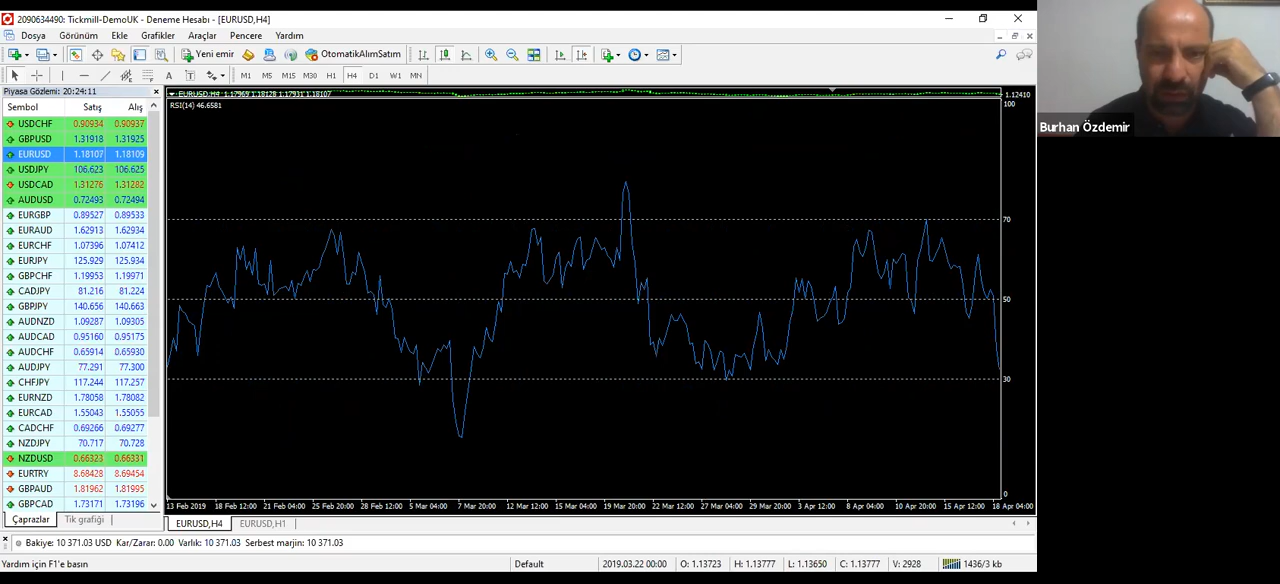 2090634490: Tickmill-DemoUK - Deneme Hesabı - [EURUSD,H4]
Dosya Görünüm Ekle Grafikler Araçlar Pencere Yardım
Yeni emir OtomatikAlımSatım
A T M1 M5 M15 M30 H1 H4 D1 W1 MN
Piyasa Gözlemi: 20:24:11
Sembol Satış Alış
USDCHF 0.90934 0.90937
GBPUSD 1.31918 1.31925
EURUSD 1.18107 1.18109
USDJPY 106.623 106.625
USDCAD 1.31276 1.31282
AUDUSD 0.72493 0.72494
EURGBP 0.89527 0.89533
EURAUD 1.62913 1.62934
EURCHF 1.07396 1.07412
EURJPY 125.929 125.934
GBPCHF 1.19953 1.19971
CADJPY 81.216 81.224
GBPJPY 140.656 140.663
AUDNZD 1.09287 1.09305
AUDCAD 0.95160 0.95175
AUDCHF 0.65914 0.65930
AUDJPY 77.291 77.300
CHFJPY 117.244 117.257
EURNZD 1.78058 1.78082
EURCAD 1.55043 1.55055
CADCHF 0.69266 0.69277
NZDJPY 70.717 70.728
NZDUSD 0.66323 0.66331
EURTRY 8.68428 8.69454
GBPAUD 1.81962 1.81995
GBPCAD 1.73171 1.73196
Çaprazlar Tik grafiği
EURUSD,H4 1.17969 1.18128 1.17931 1.18107
1.12410
RSI(14) 46.6581
100
70
50
30
0
13 Feb 2019 18 Feb 12:00 21 Feb 04:00 25 Feb 20:00 28 Feb 12:00 5 Mar 04:00 7 Mar 20:00 12 Mar 12:00 15 Mar 04:00 19 Mar 20:00 22 Mar 12:00 27 Mar 04:00 29 Mar 20:00 3 Apr 12:00 8 Apr 04:00 10 Apr 20:00 15 Apr 12:00 18 Apr 04:00
EURUSD,H4 EURUSD,H1
Bakiye: 10 371.03 USD Kar/Zarar: 0.00 Varlık: 10 371.03 Serbest marjin: 10 371.03
Yardım için F1'e basın Default 2019.03.22 00:00 O: 1.13723 H: 1.13777 L: 1.13650 C: 1.13777 V: 2928 1436/3 kb
Burhan Özdemir